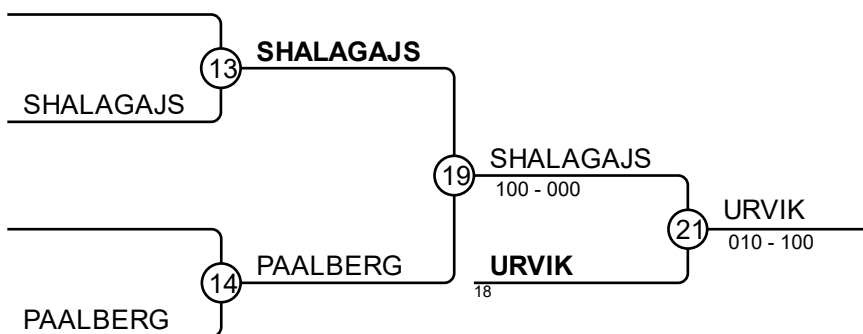 SHALAGAJS
13
SHALAGAJS
19
SHALAGAJS
100 - 000
21
URVIK
010 - 100
14
PAALBERG
URVIK
18
PAALBERG